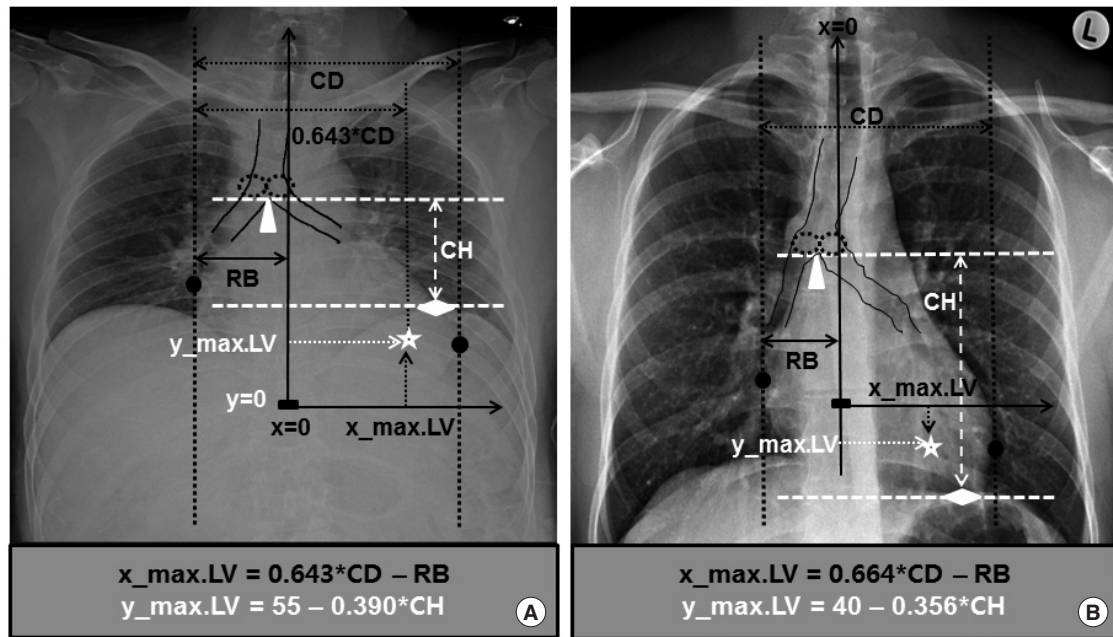 CD
0.643*CD
CH
RB
y_max.LV
y=0
x=0
x_max.LV
x_max.LV = 0.643*CD – RB
y_max.LV = 55 – 0.390*CH
A
x=0
L
CD
CH
RB
x_max.LV
y_max.LV
x_max.LV = 0.664*CD – RB
y_max.LV = 40 – 0.356*CH
B